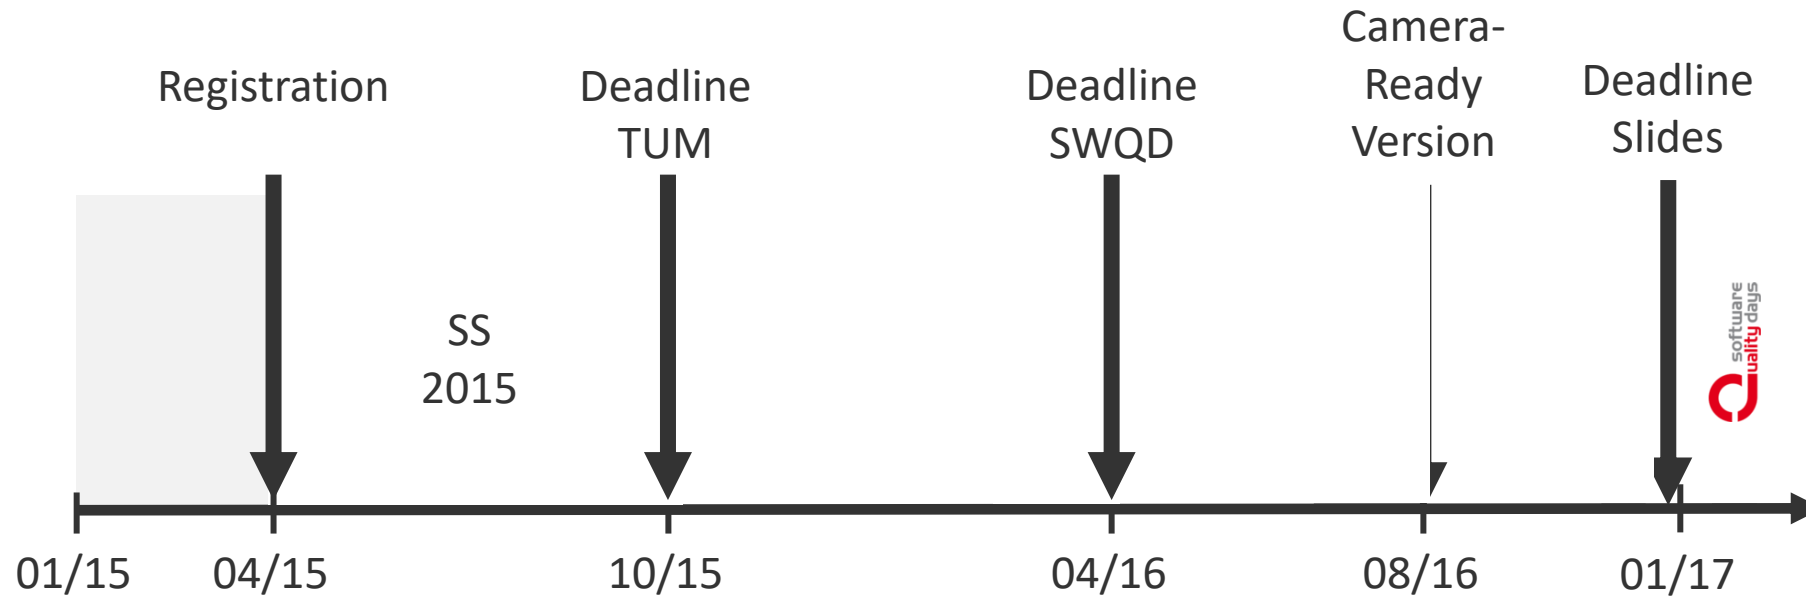 Registration
Deadline
TUM
Deadline
SWQD
Camera-
Ready
Version
Deadline
Slides
SS
2015
software
quality days
01/15
04/15
10/15
04/16
08/16
01/17